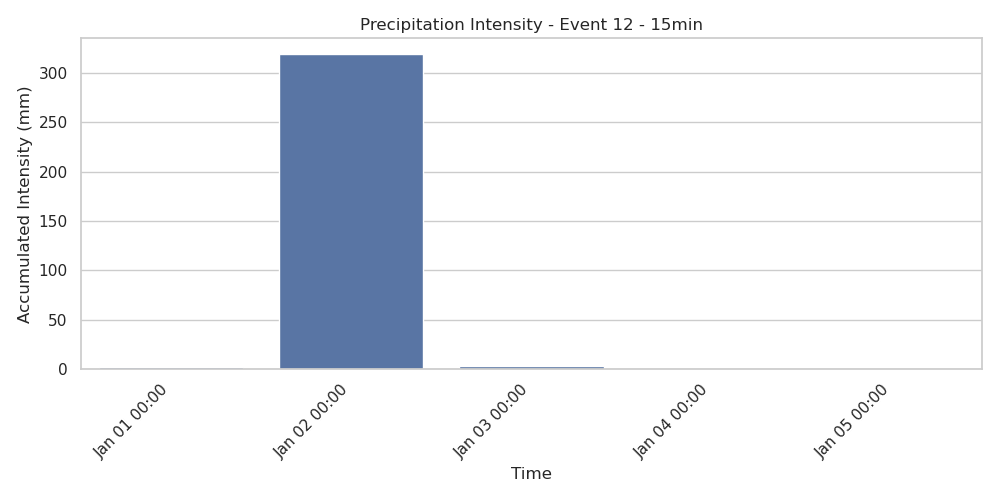 Precipitation Intensity - Event 12 - 15min
Accumulated Intensity (mm)
300
250
200
150
100
50
0
Jan 01 00:00
Jan 02 00:00
Jan 03 00:00
Jan 04 00:00
Jan 05 00:00
Time